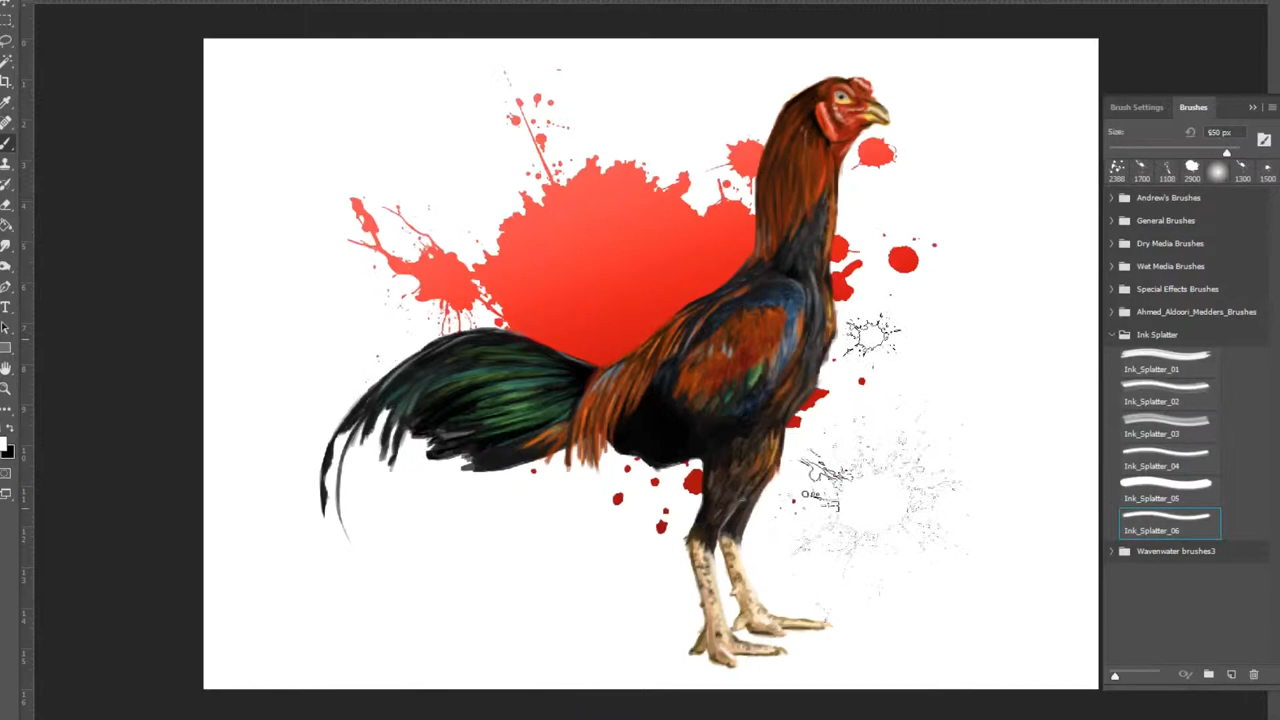 Brush Settings
Brushes
Size:
650 px
2388
1700
1100
2900
1300
1500
Andrew's Brushes
General Brushes
Dry Media Brushes
Wet Media Brushes
Special Effects Brushes
Ahmed_Aldoori_Madders_Brushes
Ink Splatter
Ink_Splatter_01
Ink_Splatter_02
Ink_Splatter_03
Ink_Splatter_04
Ink_Splatter_05
Ink_Splatter_06
Wavenwater brushes3